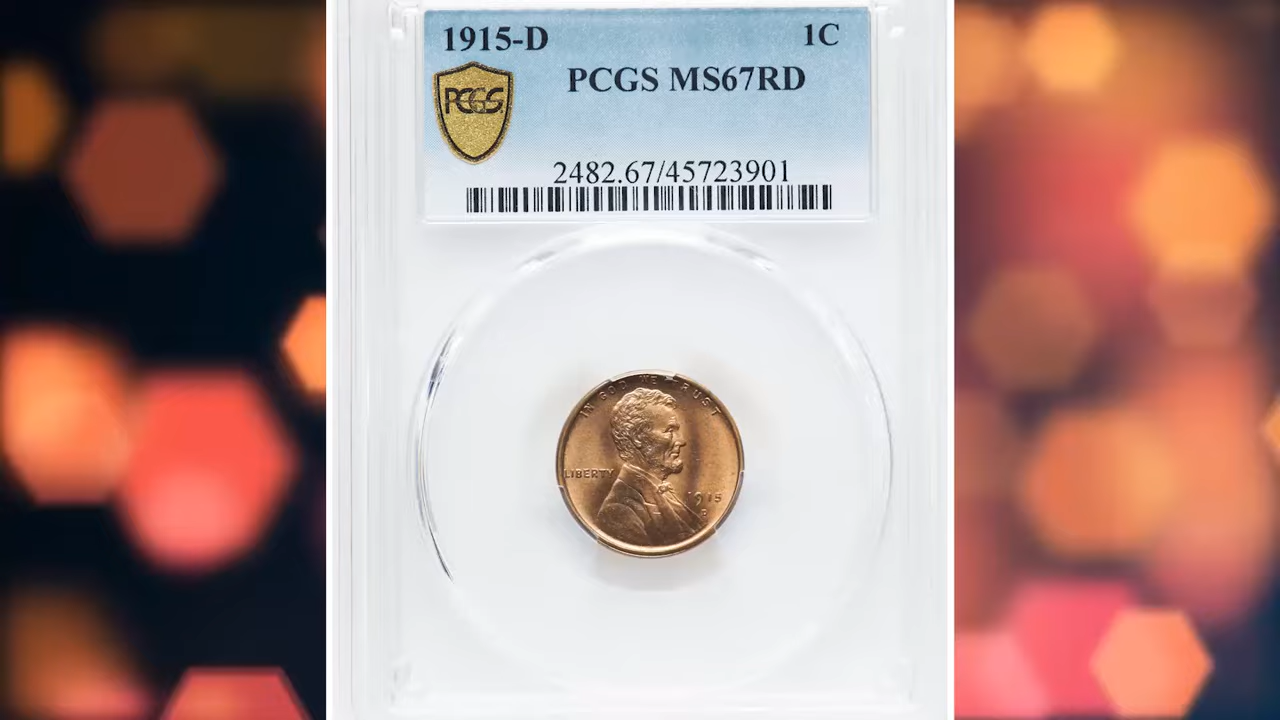 1915-D 1C
PCGS MS67RD
PCGS
2482.67/45723901
IN GOD WE TRUST
LIBERTY
1915
D